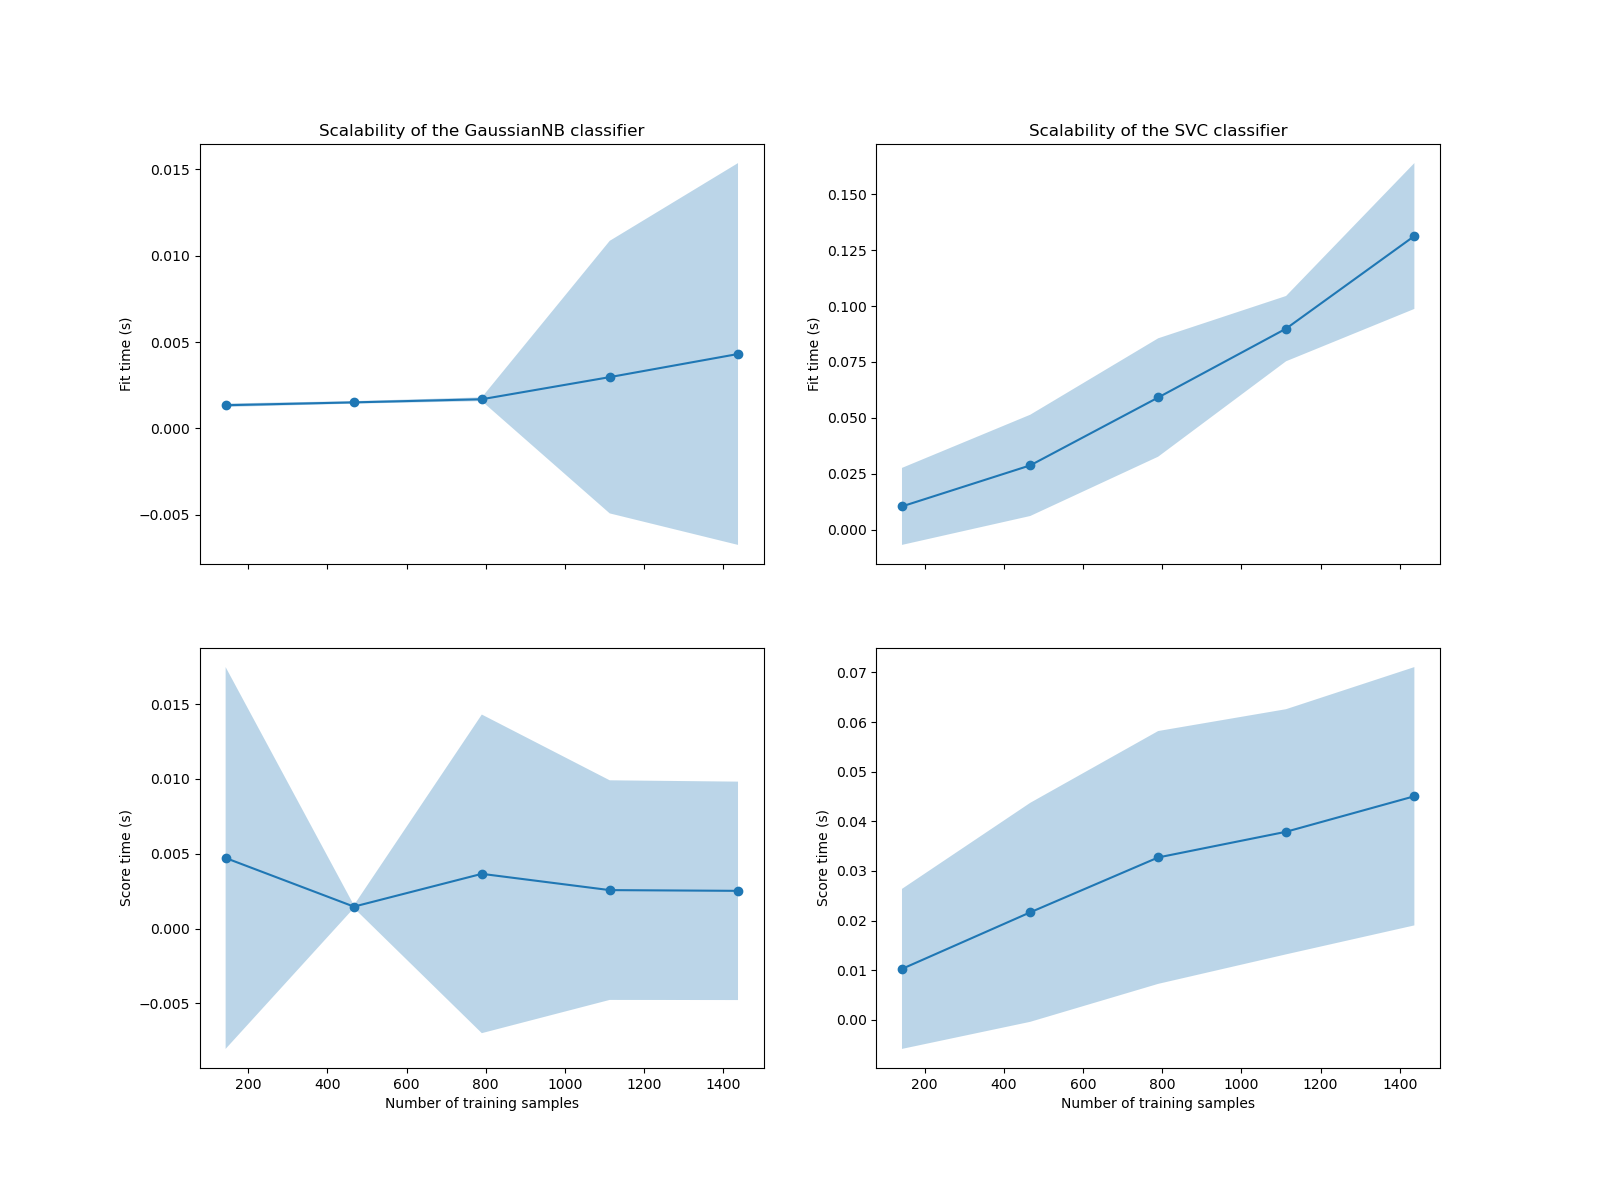 Scalability of the GaussianNB classifier
0.015
0.010
0.005
0.000
−0.005
Fit time (s)
Scalability of the SVC classifier
0.150
0.125
0.100
0.075
0.050
0.025
0.000
Fit time (s)
0.015
0.010
0.005
0.000
−0.005
Score time (s)
200 400 600 800 1000 1200 1400
Number of training samples
0.07
0.06
0.05
0.04
0.03
0.02
0.01
0.00
Score time (s)
200 400 600 800 1000 1200 1400
Number of training samples